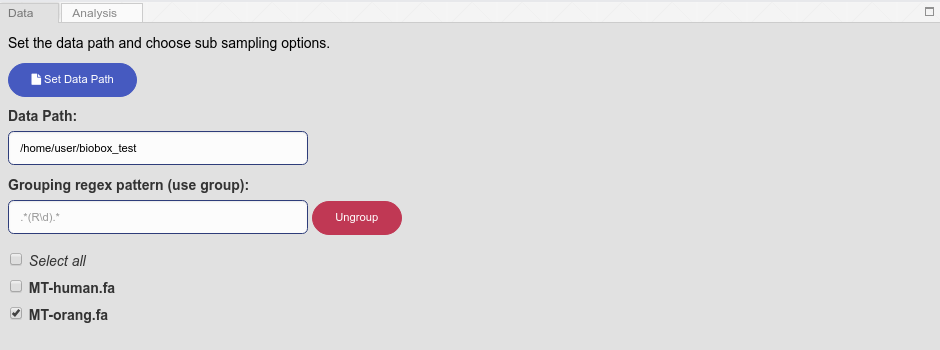 Data Analysis
Set the data path and choose sub sampling options.
Set Data Path
Data Path:
/home/user/biobox_test
Grouping regex pattern (use group):
.*(R\d).* Ungroup
Select all
MT-human.fa
MT-orang.fa